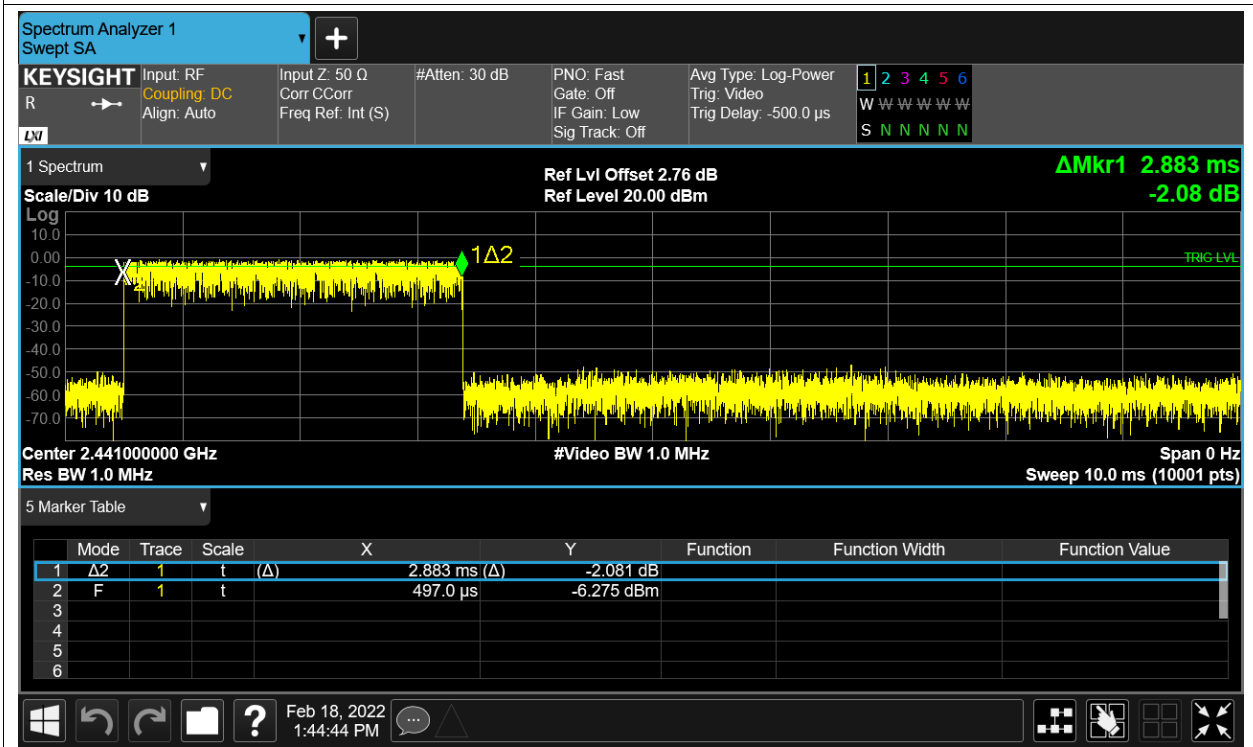 Spectrum Analyzer 1
Swept SA
KEYSIGHT Input: RF Input Z: 50 Ω #Atten: 30 dB PNO: Fast Avg Type: Log-Power 1 2 3 4 5 6
R Coupling: DC Corr CCorr Gate: Off Trig: Video W W W W W W
Align: Auto Freq Ref: Int (S) IF Gain: Low Trig Delay: -500.0 µs
LXI Sig Track: Off S N N N N N
1 Spectrum Ref Lvl Offset 2.76 dB ΔMkr1 2.883 ms
Scale/Div 10 dB Ref Level 20.00 dBm -2.08 dB
Log
10.0
0.00 1Δ2 TRIG LVL
-10.0 X2
-20.0
-30.0
-40.0
-50.0
-60.0
-70.0
Center 2.441000000 GHz #Video BW 1.0 MHz Span 0 Hz
Res BW 1.0 MHz Sweep 10.0 ms (10001 pts)
5 Marker Table
Mode Trace Scale X Y Function Function Width Function Value
1 Δ2 1 t (Δ) 2.883 ms (Δ) -2.081 dB
2 F 1 t 497.0 µs -6.275 dBm
3
4
5
6
? Feb 18, 2022
1:44:44 PM